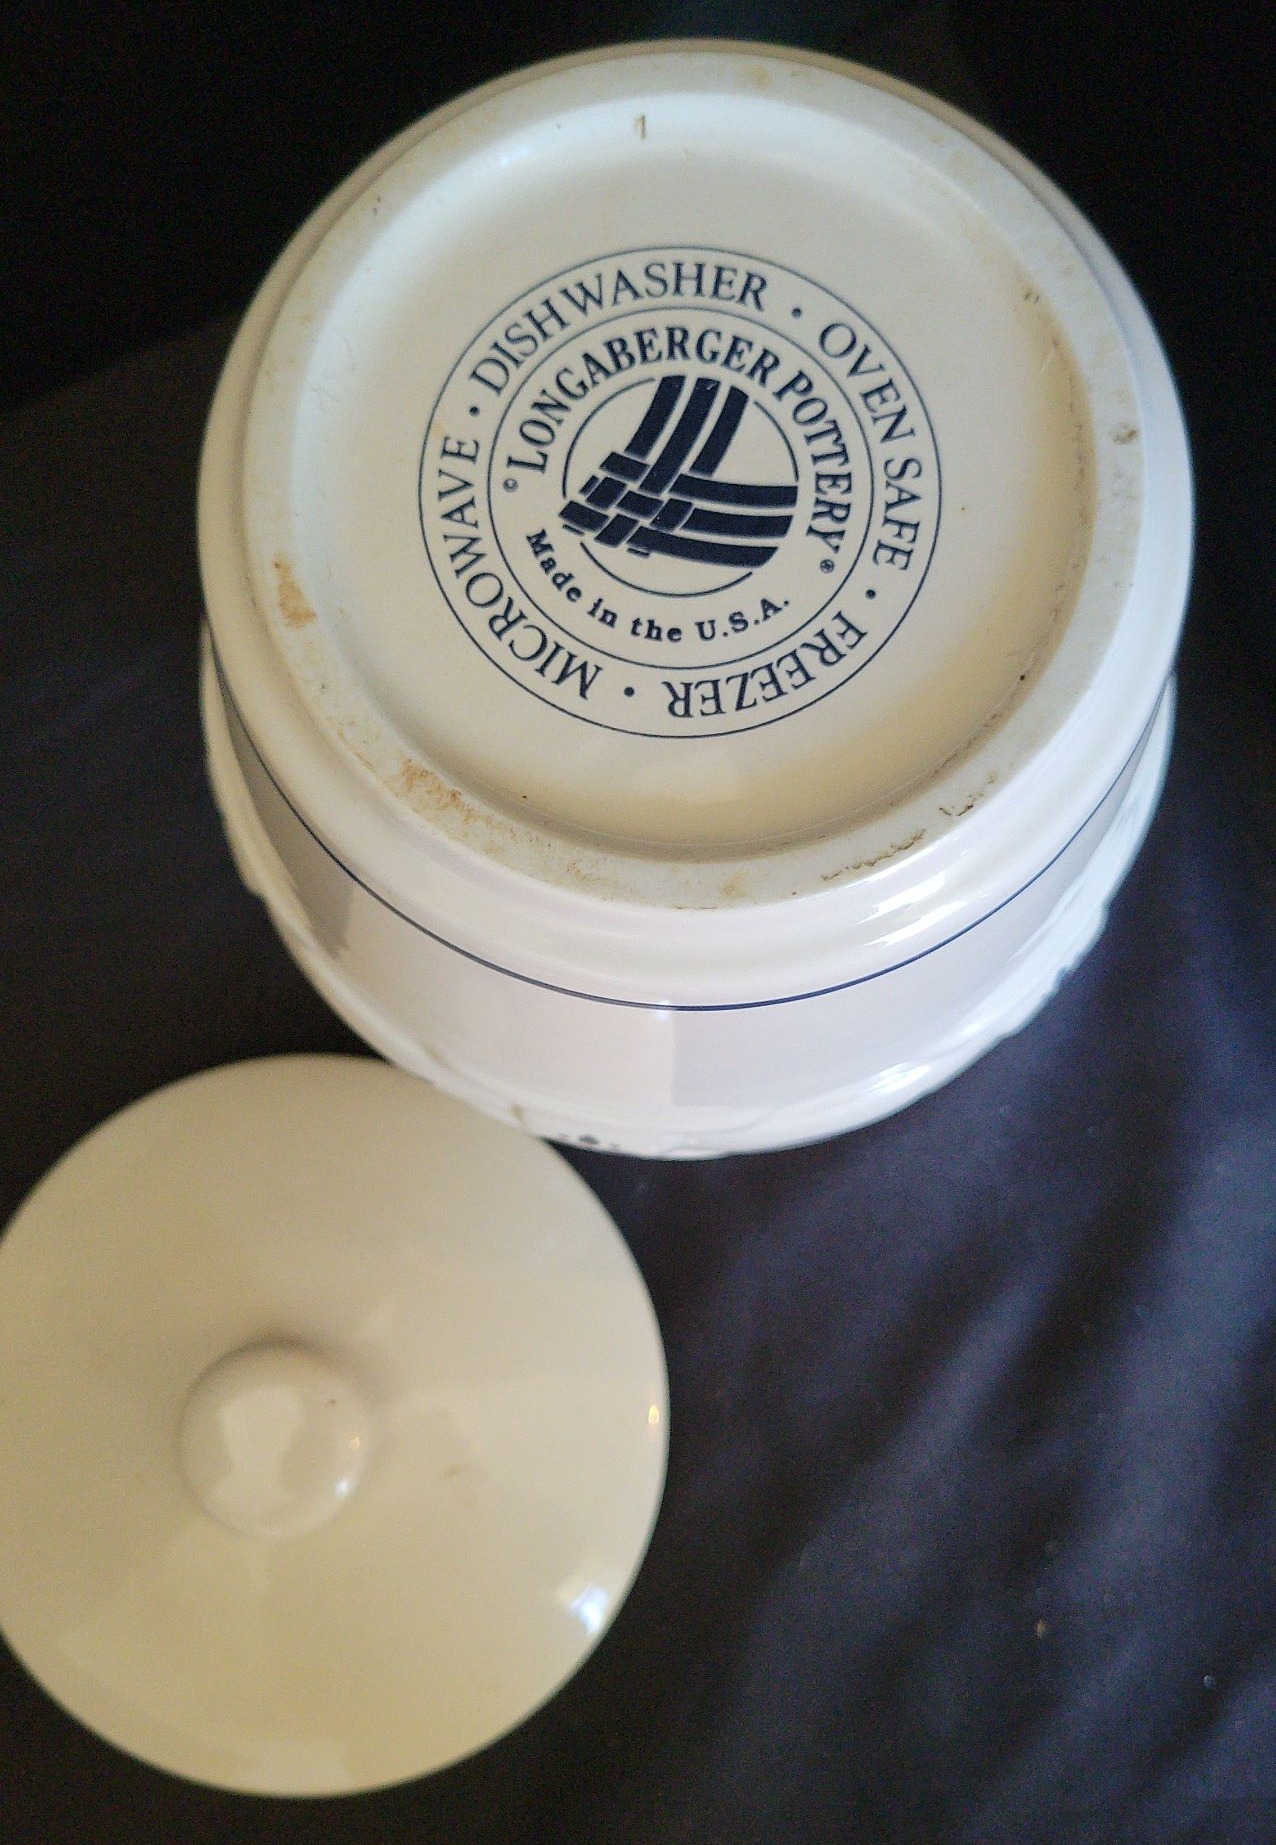 MICROWAVE · DISHWASHER · OVEN SAFE · FREEZER ·
© LONGABERGER POTTERY ®
Made in the U.S.A.